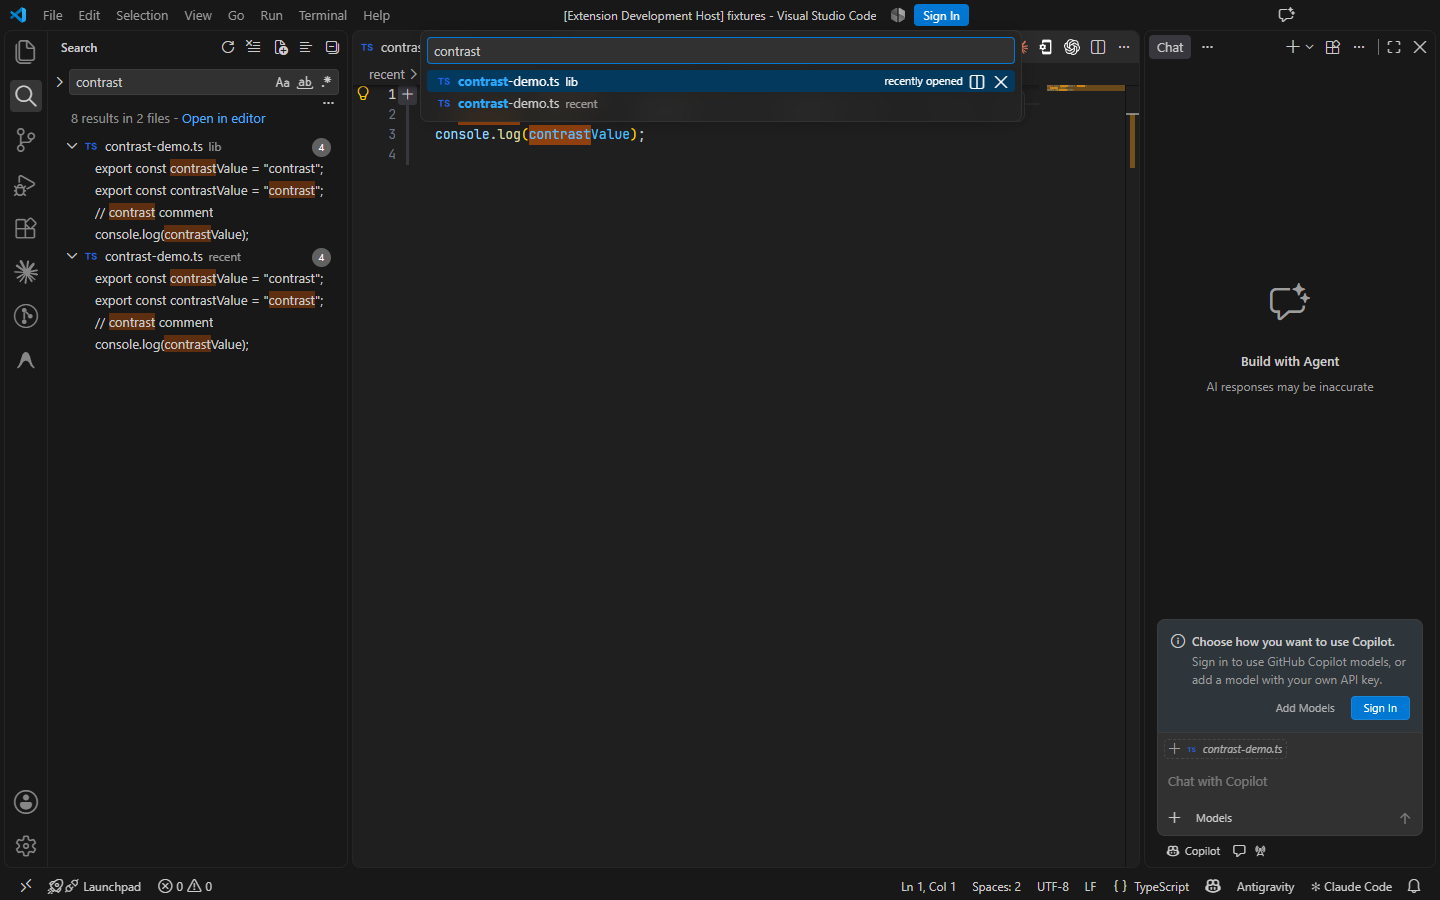 File Edit Selection View Go Run Terminal Help
[Extension Development Host] fixtures - Visual Studio Code
Sign In
Search
contrast
Aa ab .*
8 results in 2 files - Open in editor
TS contrast-demo.ts lib 4
export const contrastValue = "contrast";
export const contrastValue = "contrast";
// contrast comment
console.log(contrastValue);
TS contrast-demo.ts recent 4
export const contrastValue = "contrast";
export const contrastValue = "contrast";
// contrast comment
console.log(contrastValue);
TS contras
contrast
TS contrast-demo.ts lib recently opened
TS contrast-demo.ts recent
recent >
1
2
3 console.log(contrastValue);
4
Chat
Build with Agent
AI responses may be inaccurate
Choose how you want to use Copilot.
Sign in to use GitHub Copilot models, or
add a model with your own API key.
Add Models Sign In
TS contrast-demo.ts
Chat with Copilot
Models
Copilot
Launchpad 0 0
Ln 1, Col 1 Spaces: 2 UTF-8 LF { } TypeScript Antigravity Claude Code